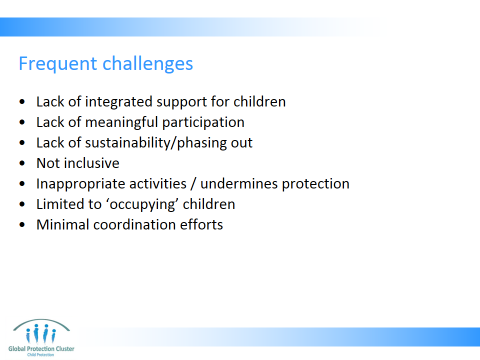 Frequent challenges
• Lack of integrated support for children
• Lack of meaningful participation
• Lack of sustainability/phasing out
• Not inclusive
• Inappropriate activities / undermines protection
• Limited to ‘occupying’ children
• Minimal coordination efforts
Global Protection Cluster
Child Protection